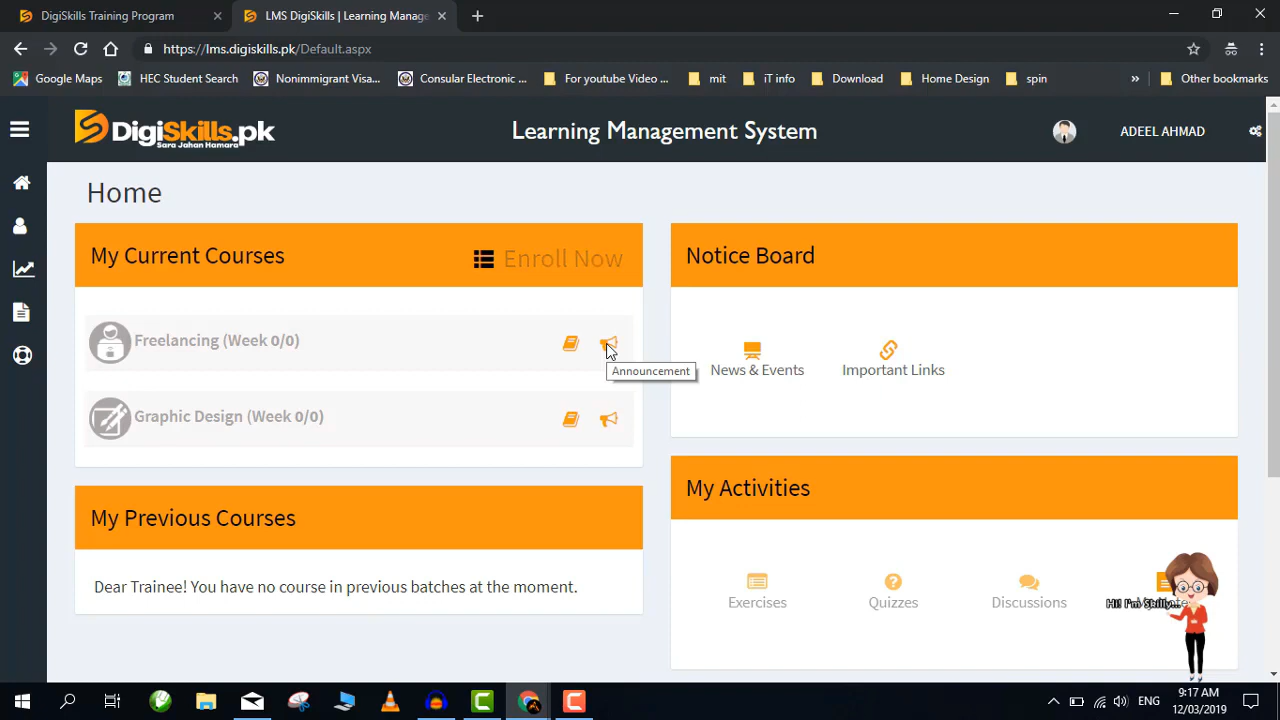 DigiSkills Training Program
LMS DigiSkills | Learning Manage
https://lms.digiskills.pk/Default.aspx
Google Maps
HEC Student Search
Nonimmigrant Visa...
Consular Electronic ...
For youtube Video ...
mit
iT info
Download
Home Design
spin
»
Other bookmarks
DigiSkills.pk
Sara Jahan Hamara
Learning Management System
ADEEL AHMAD
Home
My Current Courses
Enroll Now
Freelancing (Week 0/0)
Announcement
Graphic Design (Week 0/0)
My Previous Courses
Dear Trainee! You have no course in previous batches at the moment.
Notice Board
News & Events
Important Links
My Activities
Exercises
Quizzes
Discussions
Hi! I'm Skilly...
ENG
9:17 AM
12/03/2019